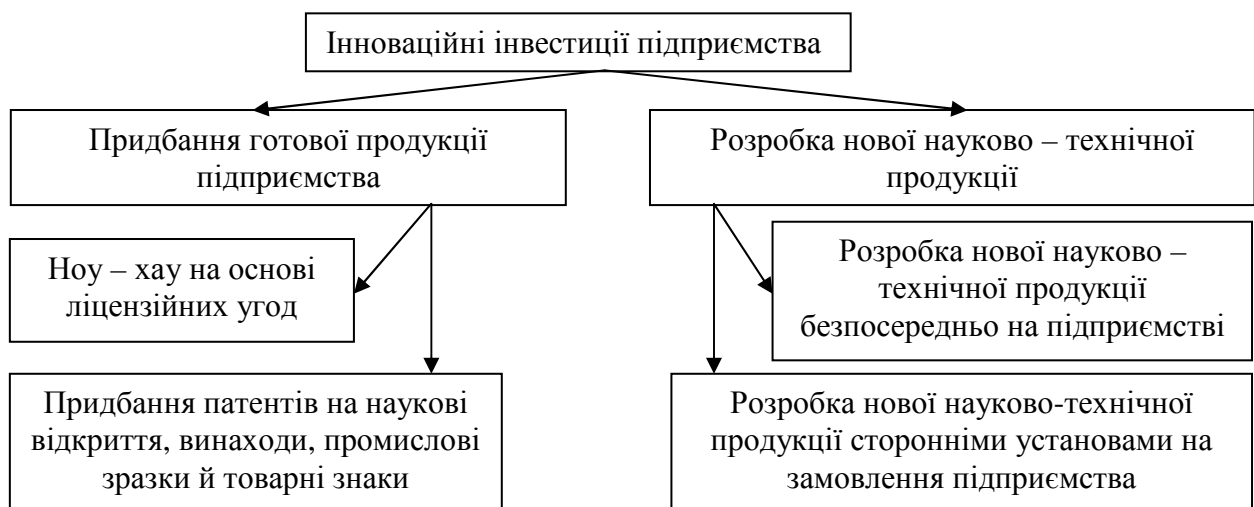 Інноваційні інвестиції підприємства
Придбання готової продукції
підприємства
Розробка нової науково – технічної
продукції
Ноу – хау на основі
ліцензійних угод
Розробка нової науково –
технічної продукції
безпосередньо на підприємстві
Придбання патентів на наукові
відкриття, винаходи, промислові
зразки й товарні знаки
Розробка нової науково-технічної
продукції сторонніми установами на
замовлення підприємства